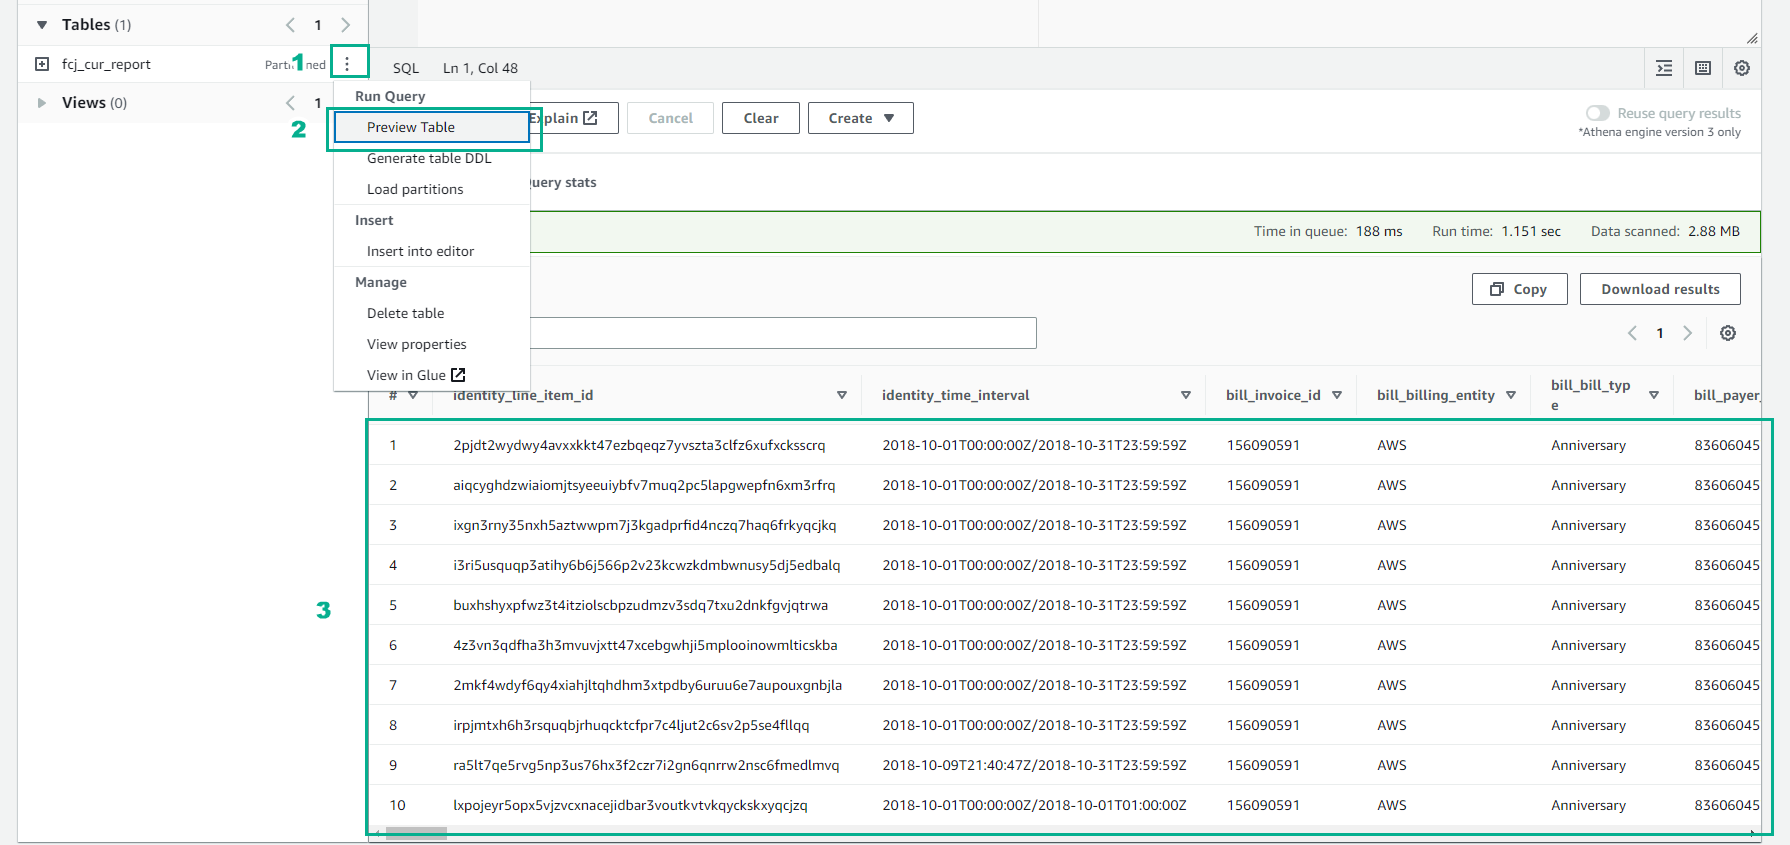 Tables (1) 1
fcj_cur_report
1
SQL Ln 1, Col 48
Views (0) 1
Run Query
2
Preview Table
Generate table DDL
Load partitions
Insert
Insert into editor
Manage
Delete table
View properties
View in Glue
Explain Cancel Clear Create
Reuse query results
*Athena engine version 3 only
Query stats
Time in queue: 188 ms Run time: 1.151 sec Data scanned: 2.88 MB
Copy Download results
1
# identity_line_item_id identity_time_interval bill_invoice_id bill_billing_entity bill_bill_typ
e
bill_payer_
1 2pjdt2wydwy4avxxkkt47ezbqeqz7yvszta3clfz6xufxcksscrq 2018-10-01T00:00:00Z/2018-10-31T23:59:59Z 156090591 AWS Anniversary 83606045
2 aiqcyghdzwiaiomjtsyeeuiybfv7muq2pc5lapgwepfn6xm3rfrq 2018-10-01T00:00:00Z/2018-10-31T23:59:59Z 156090591 AWS Anniversary 83606045
3 ixgn3rny35nxh5aztwwpm7j3kgadprfid4nczq7haq6frkyqcjkq 2018-10-01T00:00:00Z/2018-10-31T23:59:59Z 156090591 AWS Anniversary 83606045
4 i3ri5usquqp3atihy6b6j566p2v23kcwzkdmbwnusy5dj5edbalq 2018-10-01T00:00:00Z/2018-10-31T23:59:59Z 156090591 AWS Anniversary 83606045
3
5 buxhshyxpfwz3t4itziolscbpzudmzv3sdq7txu2dnkfgvjqtrwa 2018-10-01T00:00:00Z/2018-10-31T23:59:59Z 156090591 AWS Anniversary 83606045
6 4z3vn3qdfha3h3mvuvjxtt47xcebgwhji5mplooinowmlticskba 2018-10-01T00:00:00Z/2018-10-31T23:59:59Z 156090591 AWS Anniversary 83606045
7 2mkf4wdyf6qy4xiahjltqhdhm3xtpdby6uruu6e7aupouxgnbjla 2018-10-01T00:00:00Z/2018-10-31T23:59:59Z 156090591 AWS Anniversary 83606045
8 irpjmtxh6h3rsquqbjrhuqcktcfpr7c4ljut2c6sv2p5se4fllqq 2018-10-01T00:00:00Z/2018-10-31T23:59:59Z 156090591 AWS Anniversary 83606045
9 ra5lt7qe5rvg5np3us76hx3f2czr7i2gn6qnrrw2nsc6fmedlmvq 2018-10-09T21:40:47Z/2018-10-31T23:59:59Z 156090591 AWS Anniversary 83606045
10 lxpojeyr5opx5vjzvcxnacejidbar3voutkvtvkqyckskxyqcjzq 2018-10-01T00:00:00Z/2018-10-01T01:00:00Z 156090591 AWS Anniversary 83606045